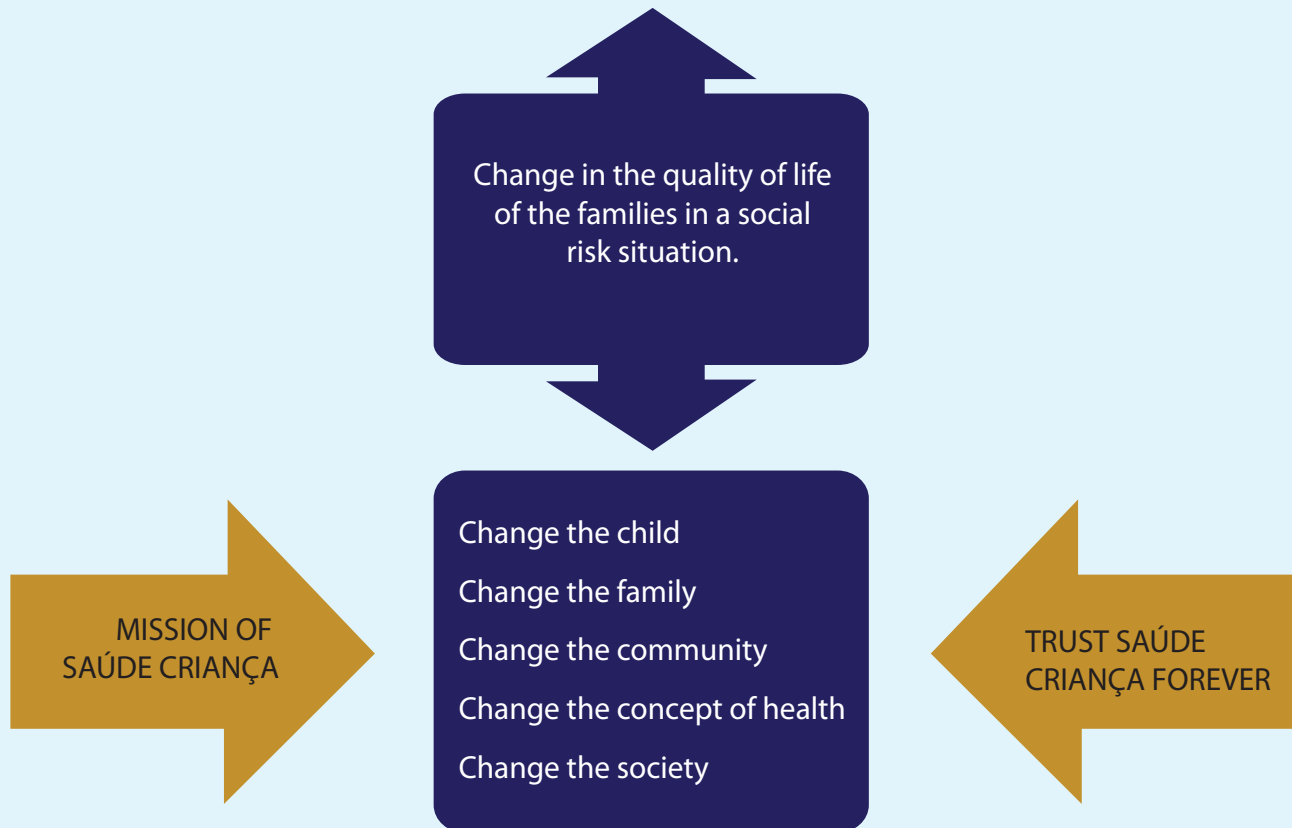 Change in the quality of life
of the families in a social
risk situation.
MISSION OF
SAÚDE CRIANÇA
Change the child
Change the family
Change the community
Change the concept of health
Change the society
TRUST SAÚDE
CRIANÇA FOREVER